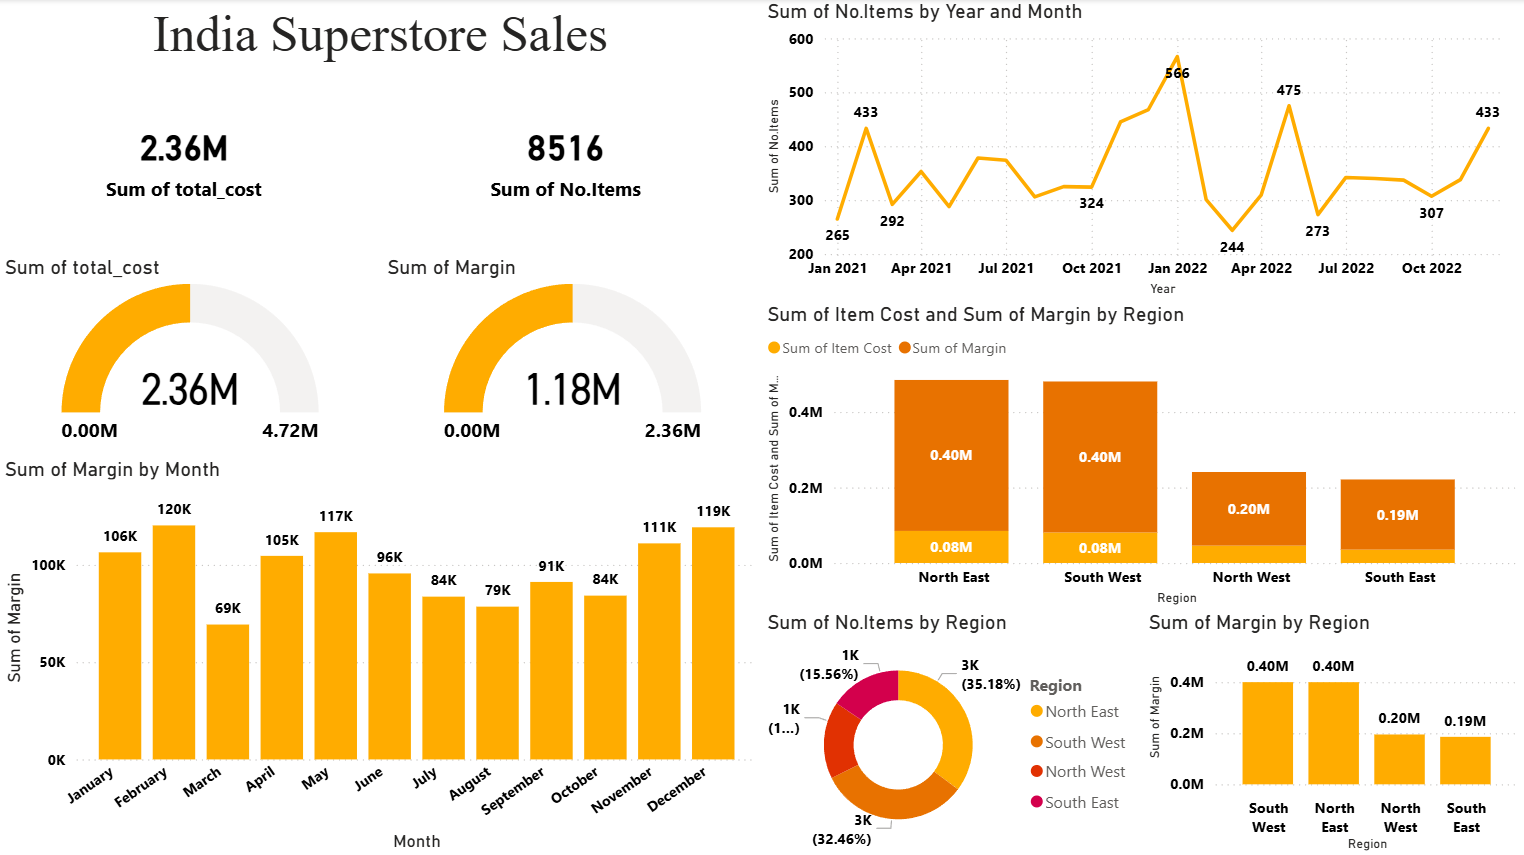 India Superstore Sales
2.36M
Sum of total_cost
8516
Sum of No.Items
Sum of total_cost
2.36M
0.00M
4.72M
Sum of Margin
1.18M
0.00M
2.36M
Sum of Margin by Month
Sum of Margin
100K
50K
0K
106K
120K
69K
105K
117K
96K
84K
79K
91K
84K
111K
119K
January
February
March
April
May
June
July
August
September
October
November
December
Month
Sum of No.Items by Year and Month
Sum of No.Items
600
500
400
300
200
265
433
292
324
566
244
475
273
307
433
Jan 2021
Apr 2021
Jul 2021
Oct 2021
Jan 2022
Apr 2022
Jul 2022
Oct 2022
Year
Sum of Item Cost and Sum of Margin by Region
Sum of Item Cost
Sum of Margin
Sum of Item Cost and Sum of M...
0.4M
0.2M
0.0M
0.40M
0.08M
0.40M
0.08M
0.20M
0.19M
North East
South West
North West
South East
Region
Sum of No.Items by Region
1K
(15.56%)
3K
(35.18%)
1K
(1...)
3K
(32.46%)
Region
North East
South West
North West
South East
Sum of Margin by Region
Sum of Margin
0.4M
0.2M
0.0M
0.40M
0.40M
0.20M
0.19M
South
West
North
East
North
West
South
East
Region